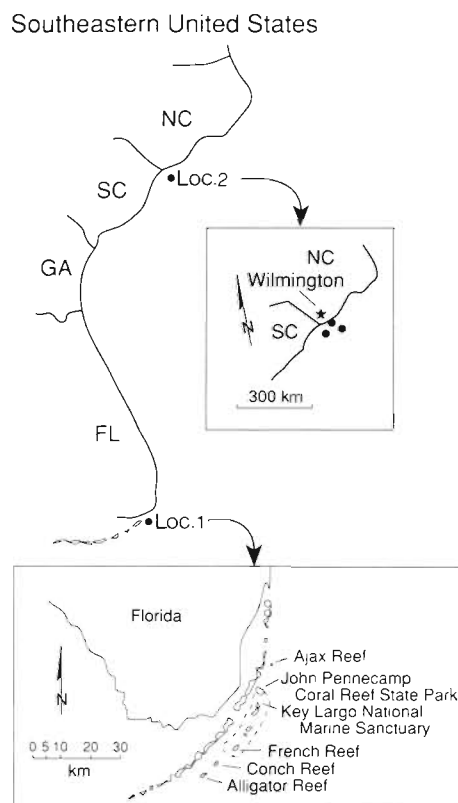 Southeastern United States
NC
SC
Loc.2
GA
FL
Loc.1
NC
Wilmington
SC
N
300 km
Florida
N
0 5 10 20 30
km
Ajax Reef
John Pennecamp
Coral Reef State Park
Key Largo National
Marine Sanctuary
French Reef
Conch Reef
Alligator Reef